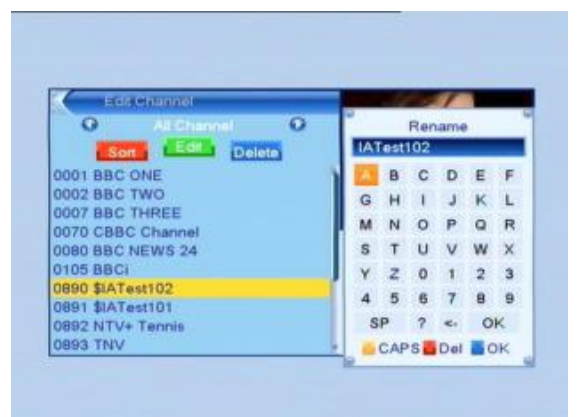 Edit Channel
All Channel
Sort Edit Delete
0001 BBC ONE
0002 BBC TWO
0007 BBC THREE
0070 CBBC Channel
0080 BBC NEWS 24
0105 BBCi
0890 $IATest102
0891 $IATest101
0892 NTV+ Tennis
0893 TNV
Rename
IATest102
A B C D E F
G H I J K L
M N O P Q R
S T U V W X
Y Z 0 1 2 3
4 5 6 7 8 9
SP ? <- OK
CAPS Del OK